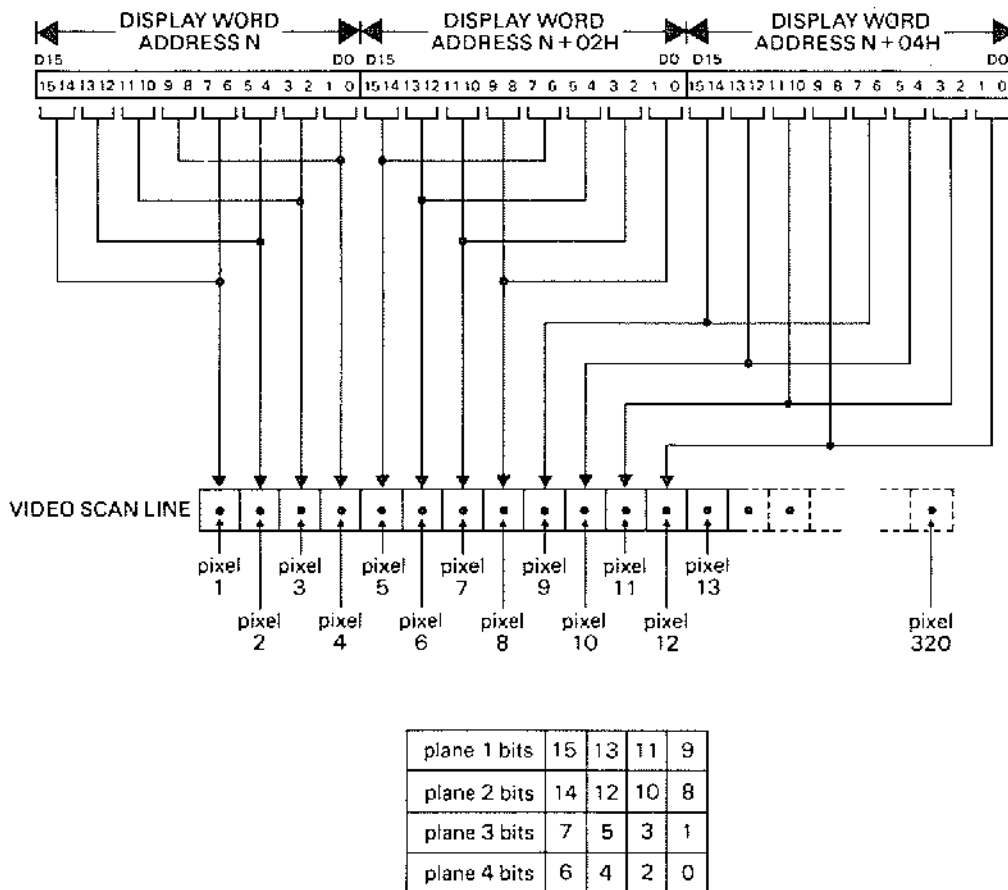 DISPLAY WORD
ADDRESS N
DISPLAY WORD
ADDRESS N + 02H
DISPLAY WORD
ADDRESS N + 04H
D15 D0 D15 D0 D15 D0
15 14 13 12 11 10 9 8 7 6 5 4 3 2 1 0 15 14 13 12 11 10 9 8 7 6 5 4 3 2 1 0 15 14 13 12 11 10 9 8 7 6 5 4 3 2 1 0
VIDEO SCAN LINE
pixel
1
pixel
2
pixel
3
pixel
4
pixel
5
pixel
6
pixel
7
pixel
8
pixel
9
pixel
10
pixel
11
pixel
12
pixel
13
pixel
320
plane 1 bits 15 13 11 9
plane 2 bits 14 12 10 8
plane 3 bits 7 5 3 1
plane 4 bits 6 4 2 0